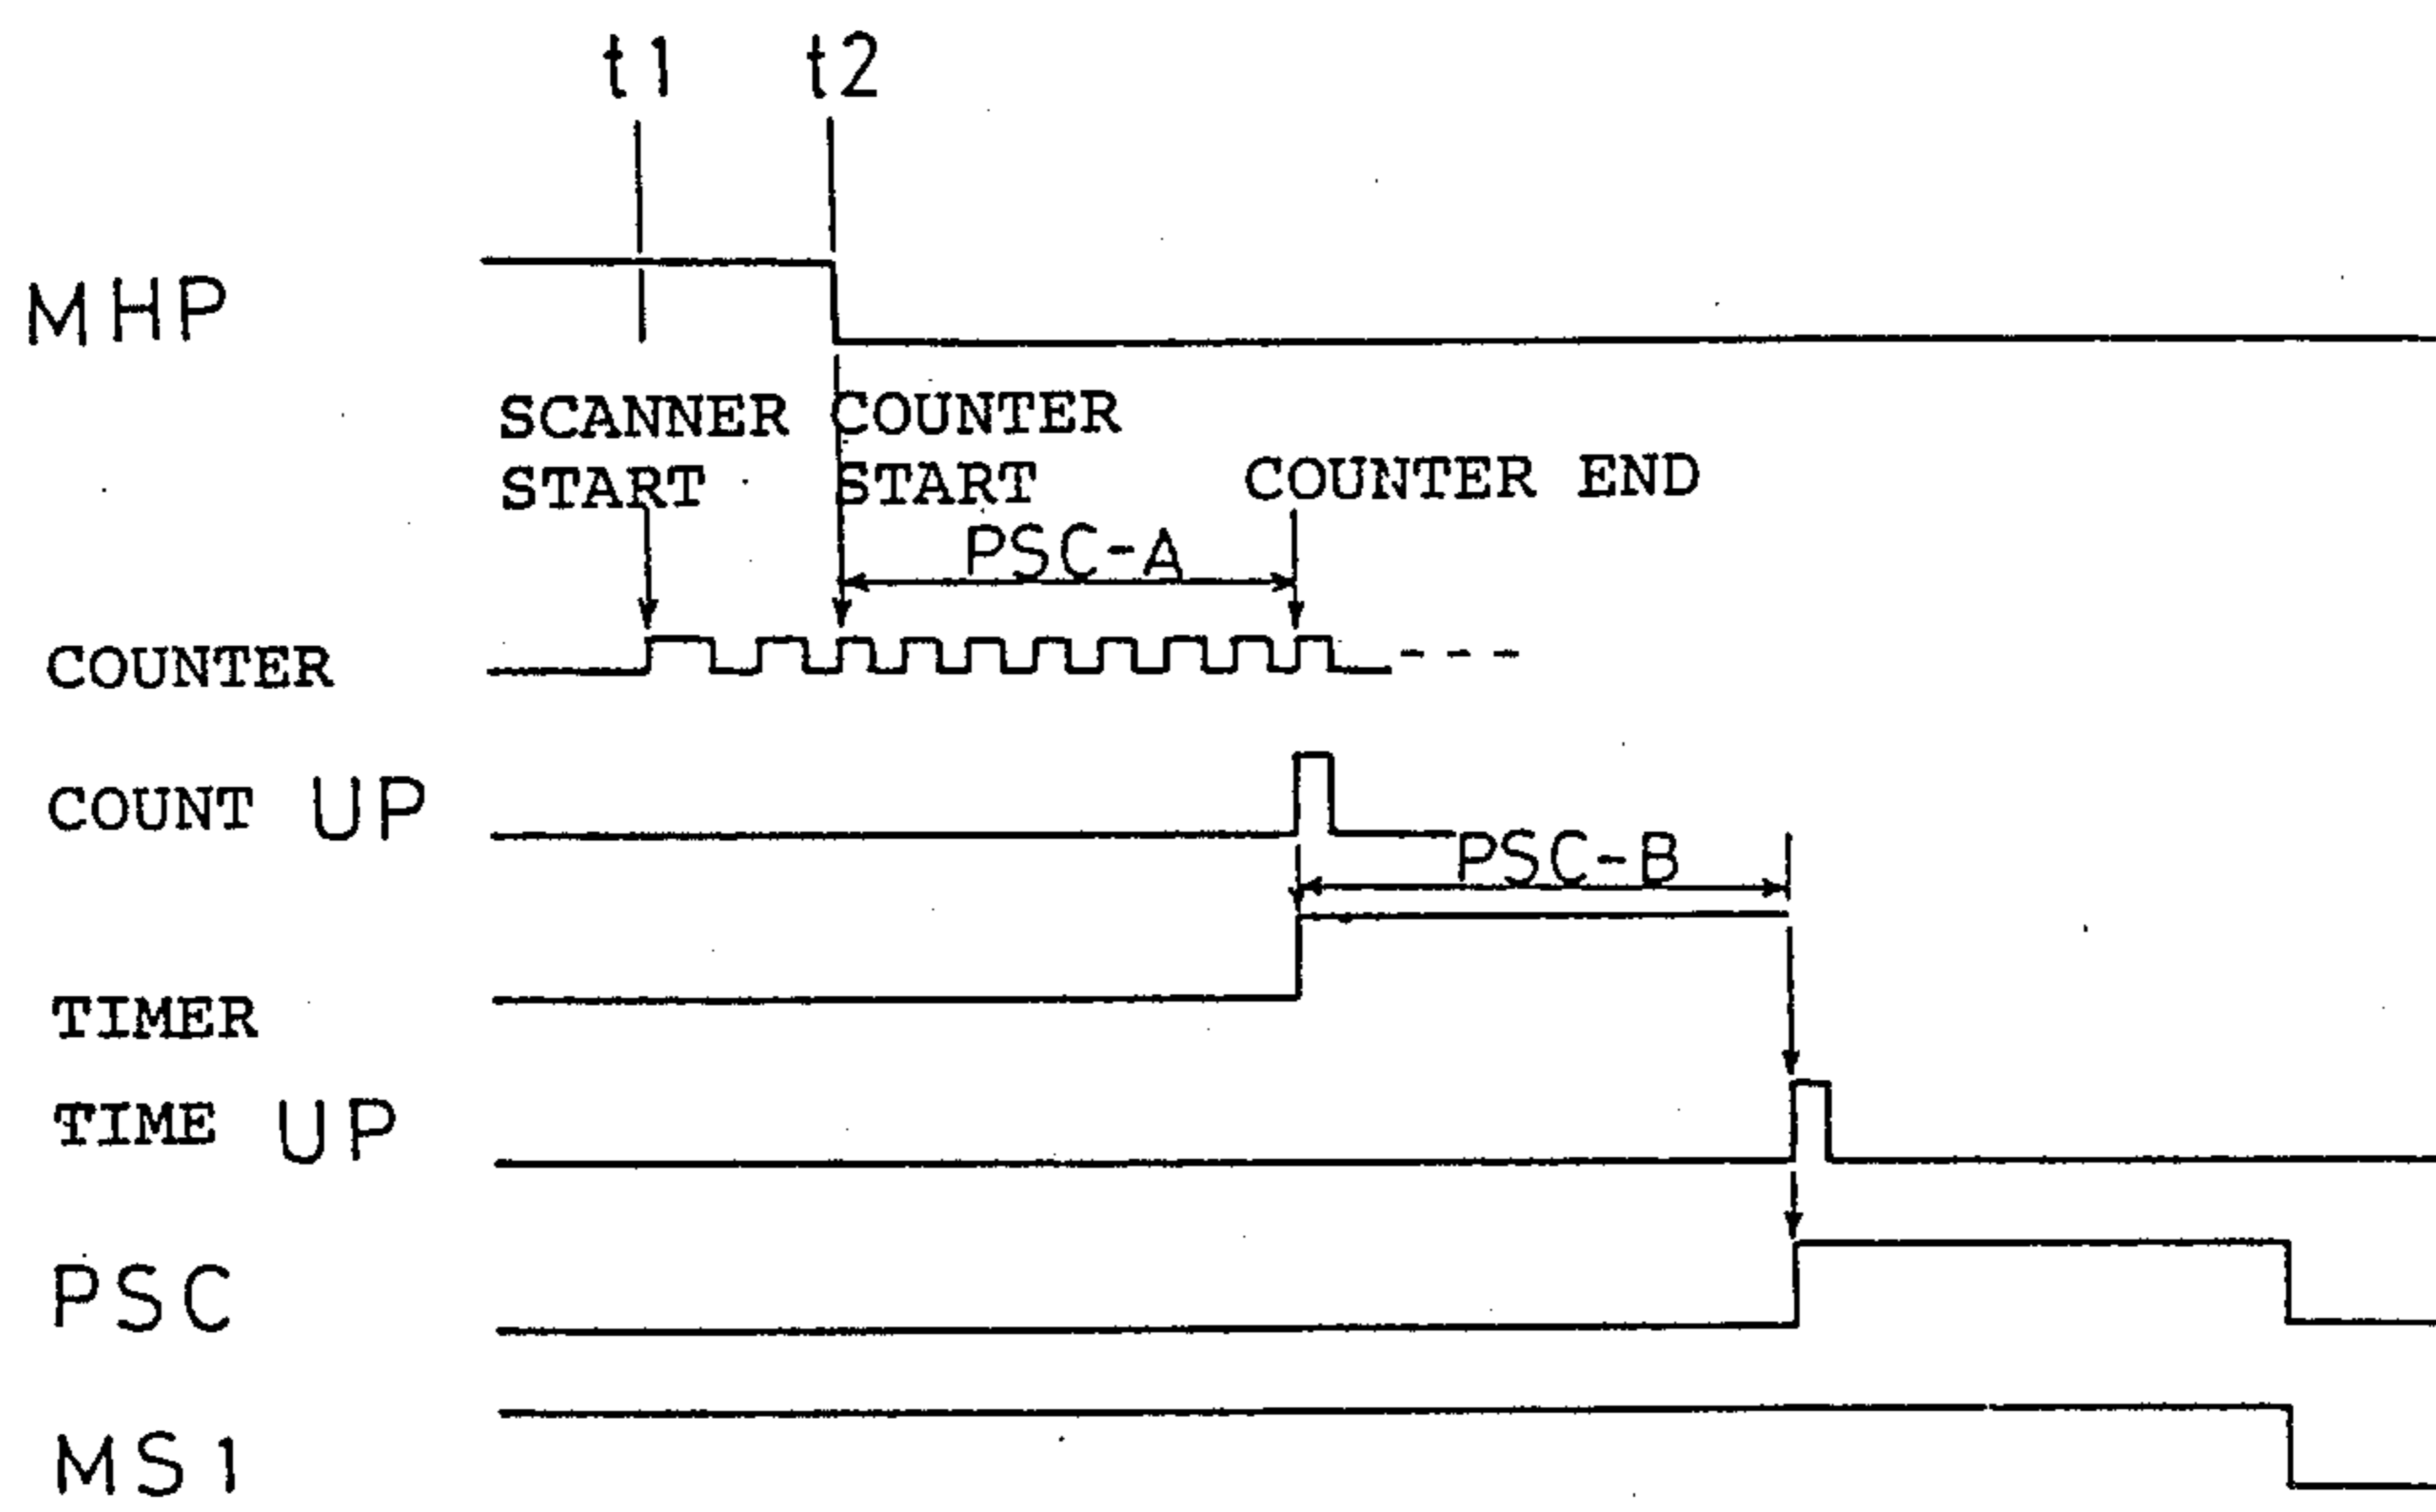 t1 t2
MHP
SCANNER COUNTER
START START COUNTER END
PSC-A
COUNTER
COUNT UP
PSC-B
TIMER
TIME UP
PSC
MS1